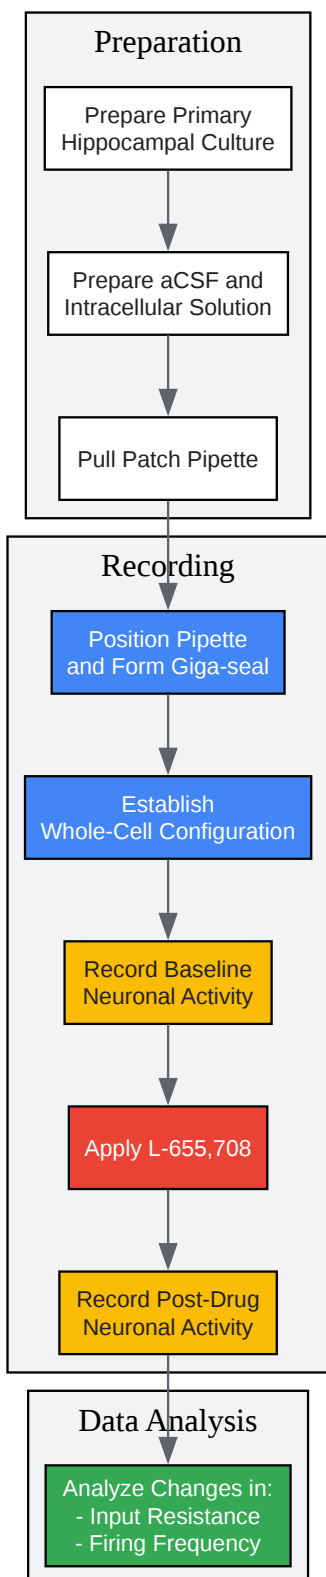 Preparation
Prepare Primary
Hippocampal Culture
Prepare aCSF and
Intracellular Solution
Pull Patch Pipette
Recording
Position Pipette
and Form Giga-seal
Establish
Whole-Cell Configuration
Record Baseline
Neuronal Activity
Apply L-655,708
Record Post-Drug
Neuronal Activity
Data Analysis
Analyze Changes in:
- Input Resistance
- Firing Frequency